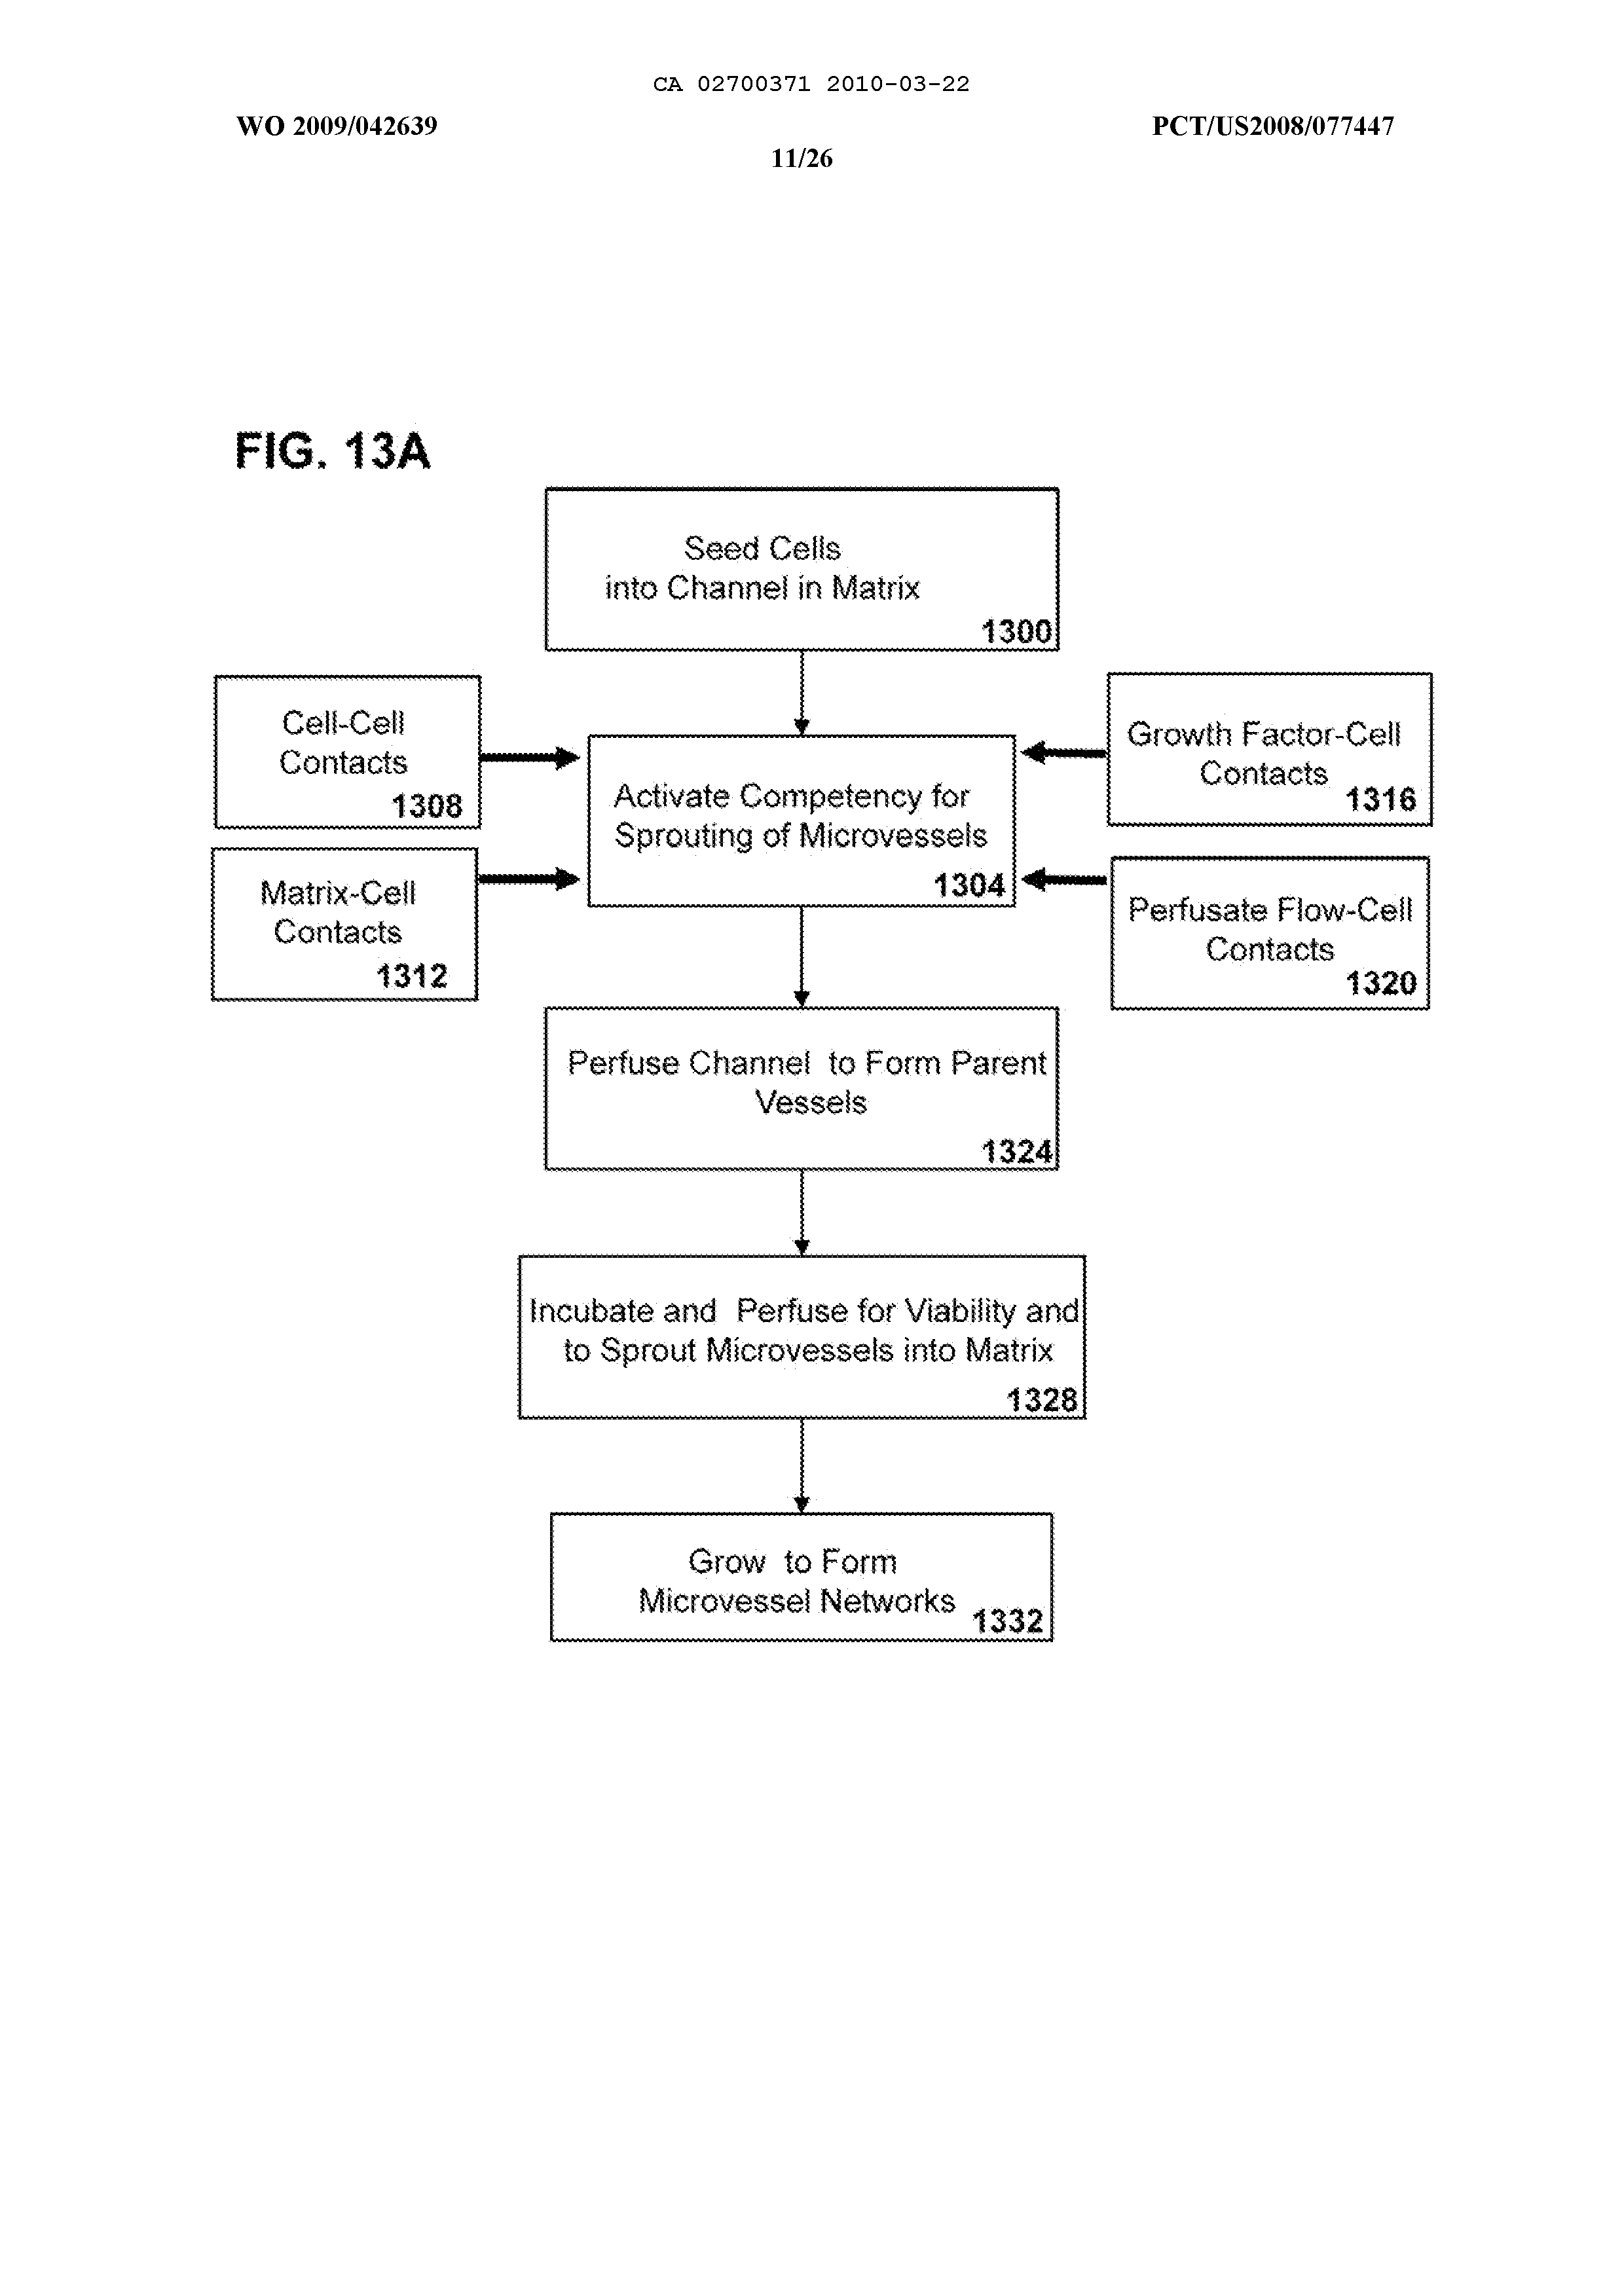 CA 02700371 2010-03-22
WO 2009/042639
PCT/US2008/077447
11/26
FIG. 13A
Seed Cells
into Channel in Matrix
1300
Cell-Cell
Contacts
1308
Growth Factor-Cell
Contacts
1316
Activate Competency for
Sprouting of Microvessels
1304
Matrix-Cell
Contacts
1312
Perfusate Flow-Cell
Contacts
1320
Perfuse Channel to Form Parent
Vessels
1324
Incubate and Perfuse for Viability and
to Sprout Microvessels into Matrix
1328
Grow to Form
Microvessel Networks
1332